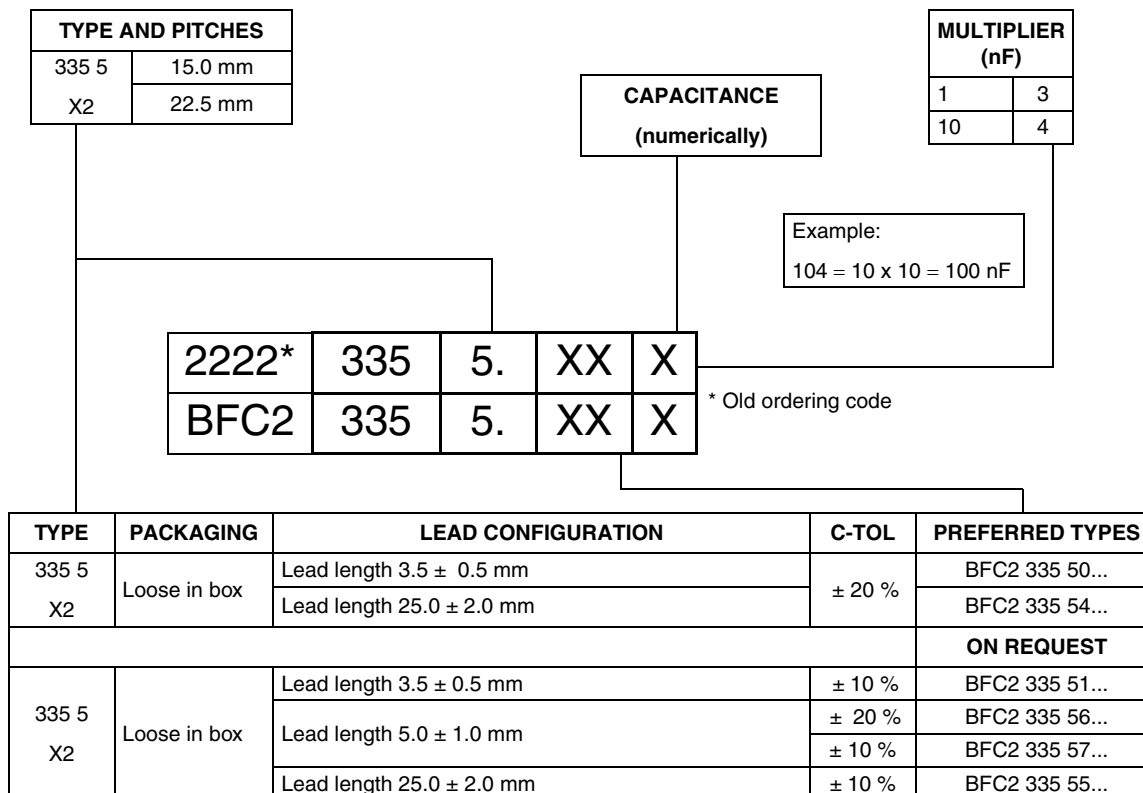 TYPE AND PITCHES
335 5
X2
15.0 mm
22.5 mm
MULTIPLIER
(nF)
1 3
10 4
CAPACITANCE
(numerically)
Example:
104 = 10 x 10 = 100 nF
2222* 335 5. XX X
BFC2 335 5. XX X
* Old ordering code
TYPE PACKAGING LEAD CONFIGURATION C-TOL PREFERRED TYPES
335 5
X2
Loose in box
Lead length 3.5 ± 0.5 mm
Lead length 25.0 ± 2.0 mm
± 20 %
BFC2 335 50...
BFC2 335 54...
ON REQUEST
335 5
X2
Loose in box
Lead length 3.5 ± 0.5 mm ± 10 % BFC2 335 51...
Lead length 5.0 ± 1.0 mm
± 20 % BFC2 335 56...
± 10 % BFC2 335 57...
Lead length 25.0 ± 2.0 mm ± 10 % BFC2 335 55...